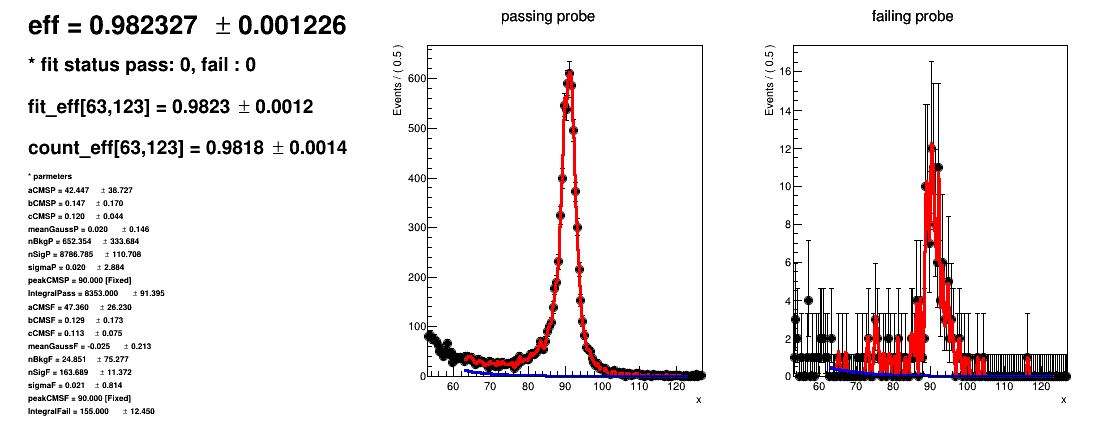 eff = 0.982327 ± 0.001226
* fit status pass: 0, fail : 0
fit_eff[63,123] = 0.9823 ± 0.0012
count_eff[63,123] = 0.9818 ± 0.0014
* parmeters
aCMSP = 42.447 ± 38.727
bCMSP = 0.147 ± 0.170
cCMSP = 0.120 ± 0.044
meanGaussP = 0.020 ± 0.146
nBkgP = 652.354 ± 333.684
nSigP = 8786.785 ± 110.708
sigmaP = 0.020 ± 2.884
peakCMSP = 90.000 [Fixed]
IntegralPass = 8353.000 ± 91.395
aCMSF = 47.360 ± 26.230
bCMSF = 0.129 ± 0.173
cCMSF = 0.113 ± 0.075
meanGaussF = -0.025 ± 0.213
nBkgF = 24.851 ± 75.277
nSigF = 163.689 ± 11.372
sigmaF = 0.021 ± 0.814
peakCMSF = 90.000 [Fixed]
IntegralFail = 155.000 ± 12.450
passing probe
Events / ( 0.5 )
600
500
400
300
200
100
0
60 70 80 90 100 110 120
x
failing probe
Events / ( 0.5 )
16
14
12
10
8
6
4
2
0
60 70 80 90 100 110 120
x